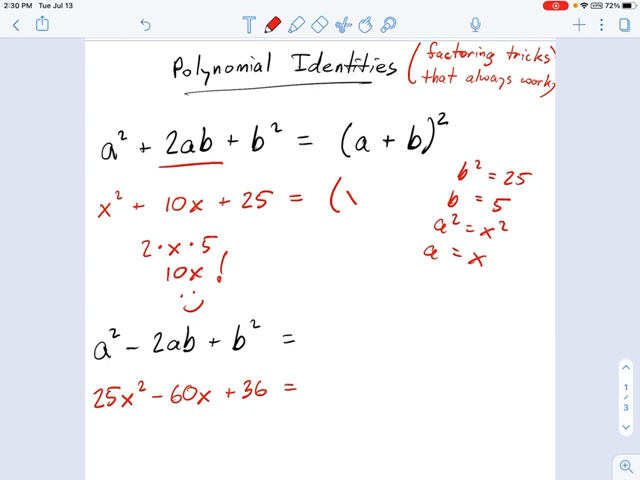 2:30 PM Tue Jul 13
72%
Polynomial Identities (factoring tricks
that always work,
a² + 2ab + b² = (a + b)²
x² + 10x + 25 = (
b² = 25
b = 5
a² = x²
a = x
2 • x • 5
10x !
a² - 2ab + b² =
25x² - 60x + 36 =
1
/
3